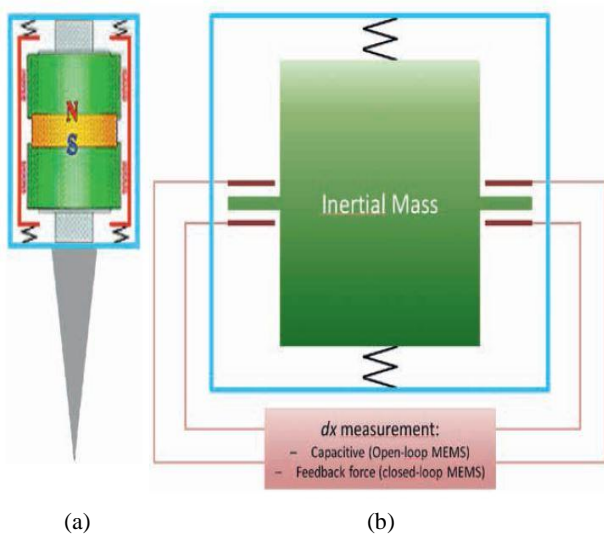 N
S
Inertial Mass
dx measurement:
– Capacitive (Open-loop MEMS)
– Feedback force (closed-loop MEMS)
(a)
(b)